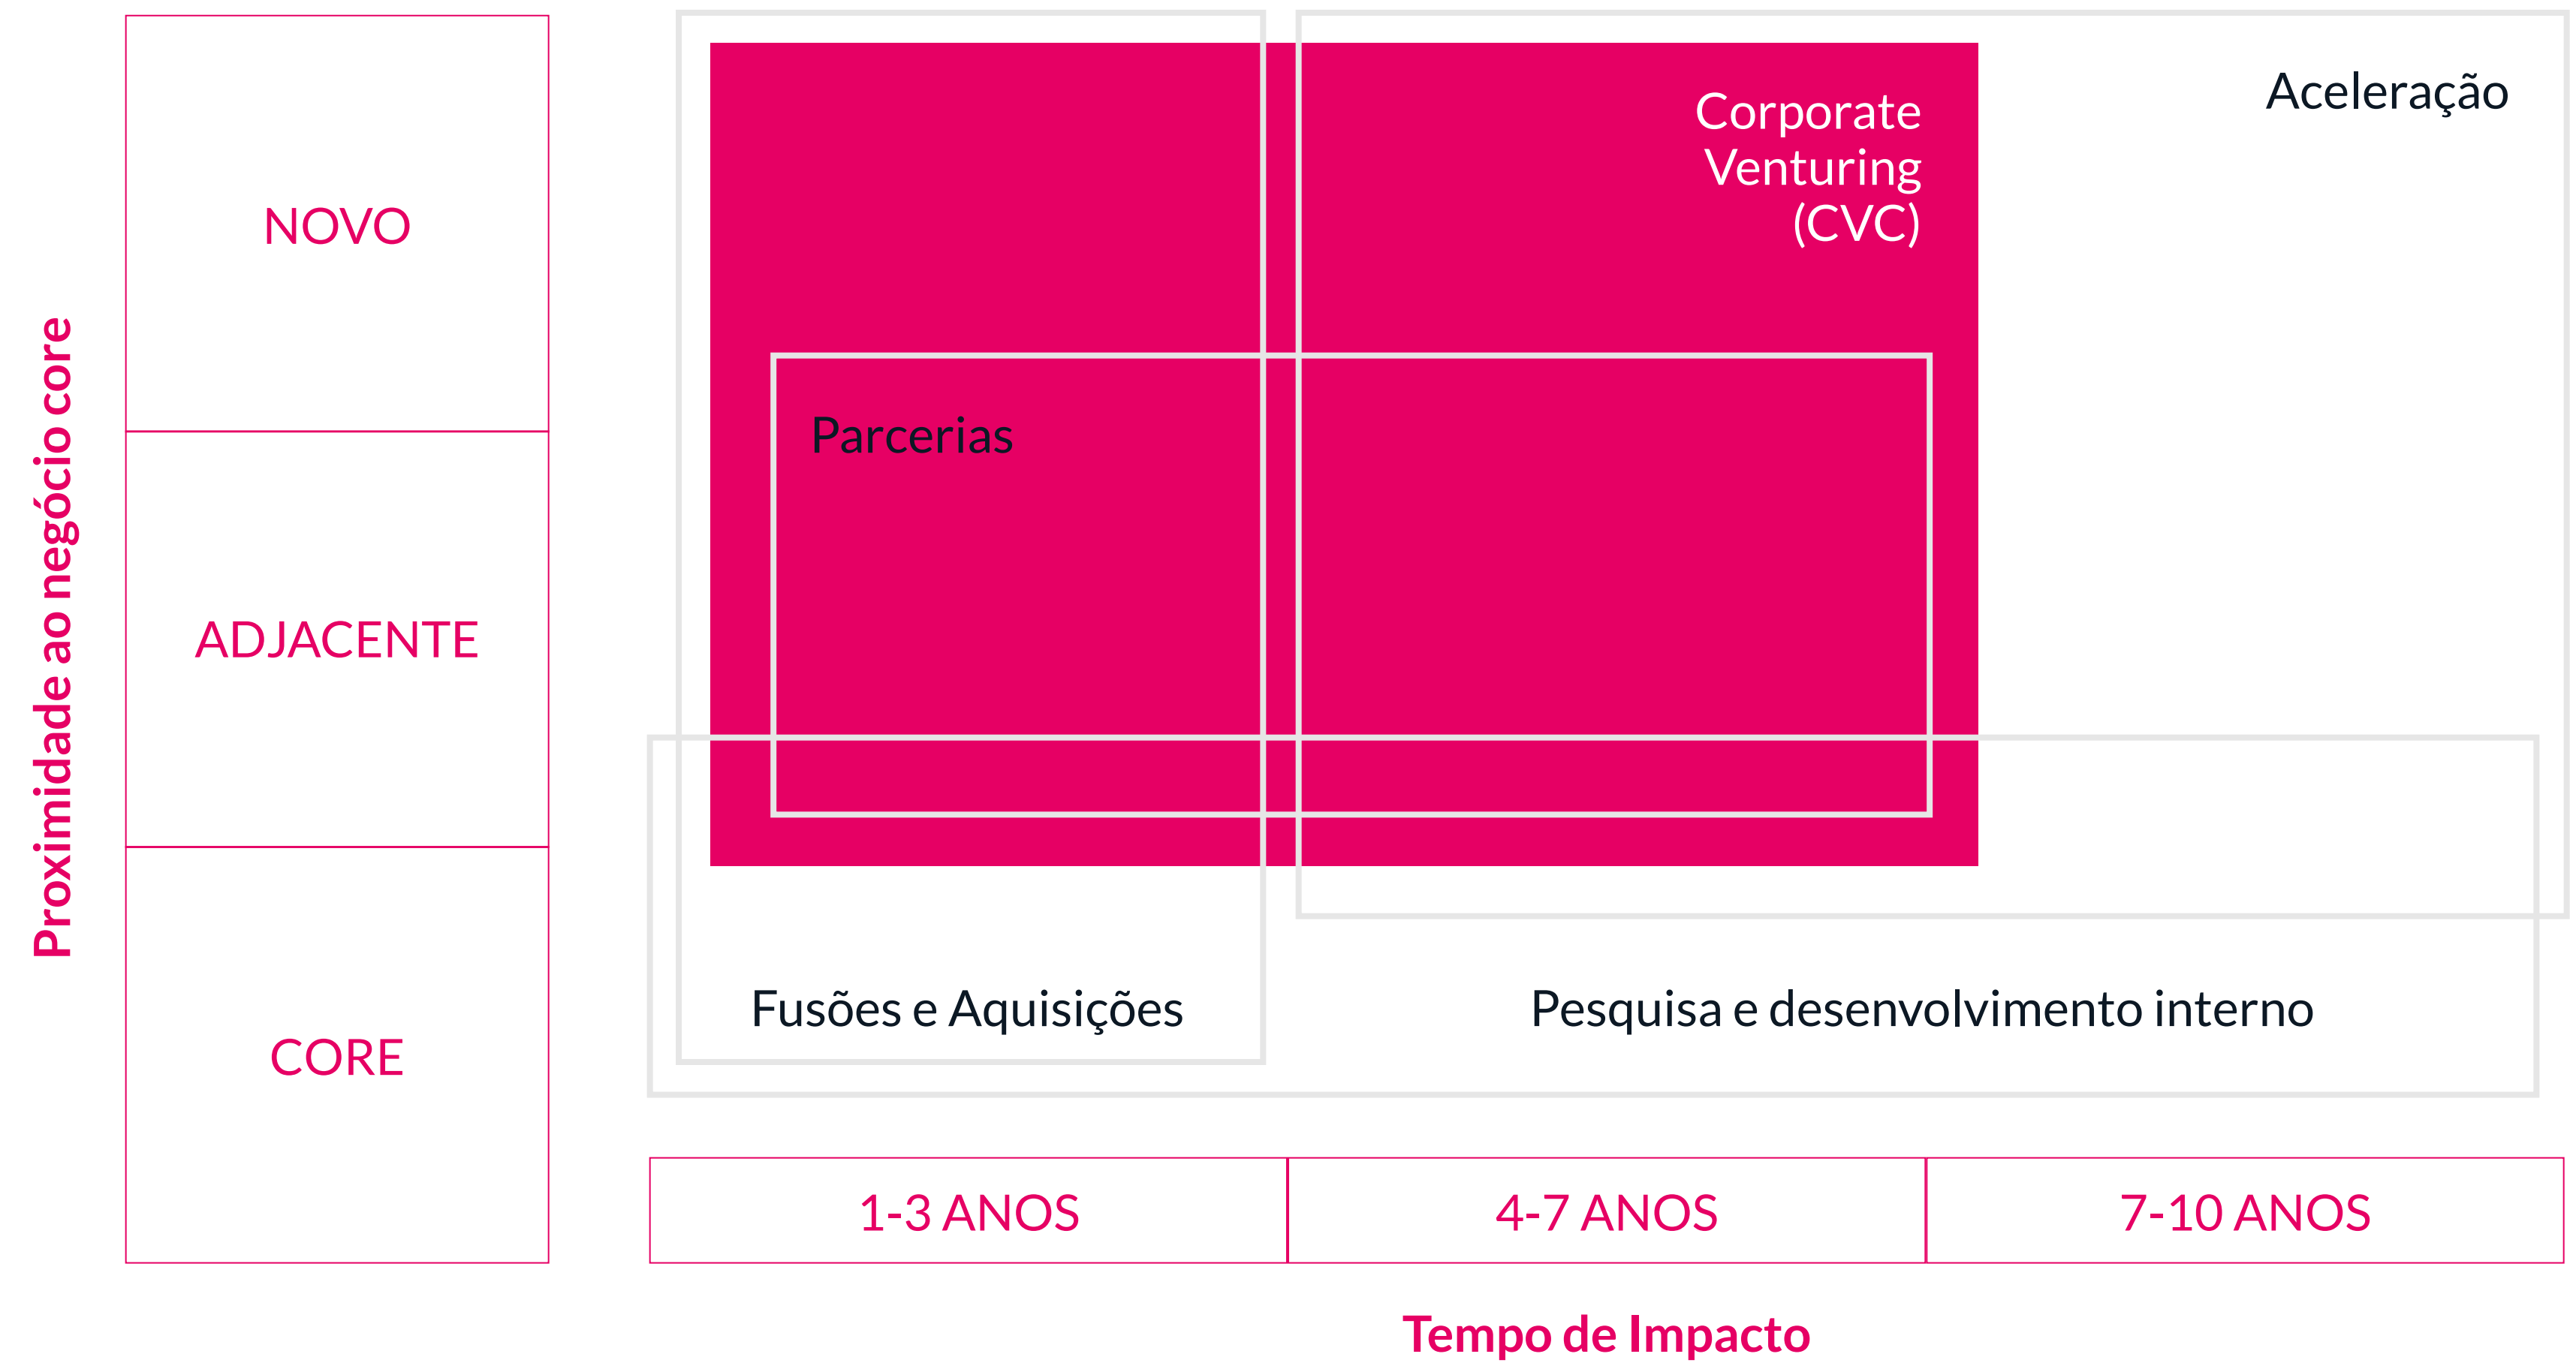 Proximidade ao negócio core
NOVO
ADJACENTE
CORE
Corporate
Venturing
(CVC)
Aceleração
Parcerias
Fusões e Aquisições
Pesquisa e desenvolvimento interno
1-3 ANOS
4-7 ANOS
7-10 ANOS
Tempo de Impacto